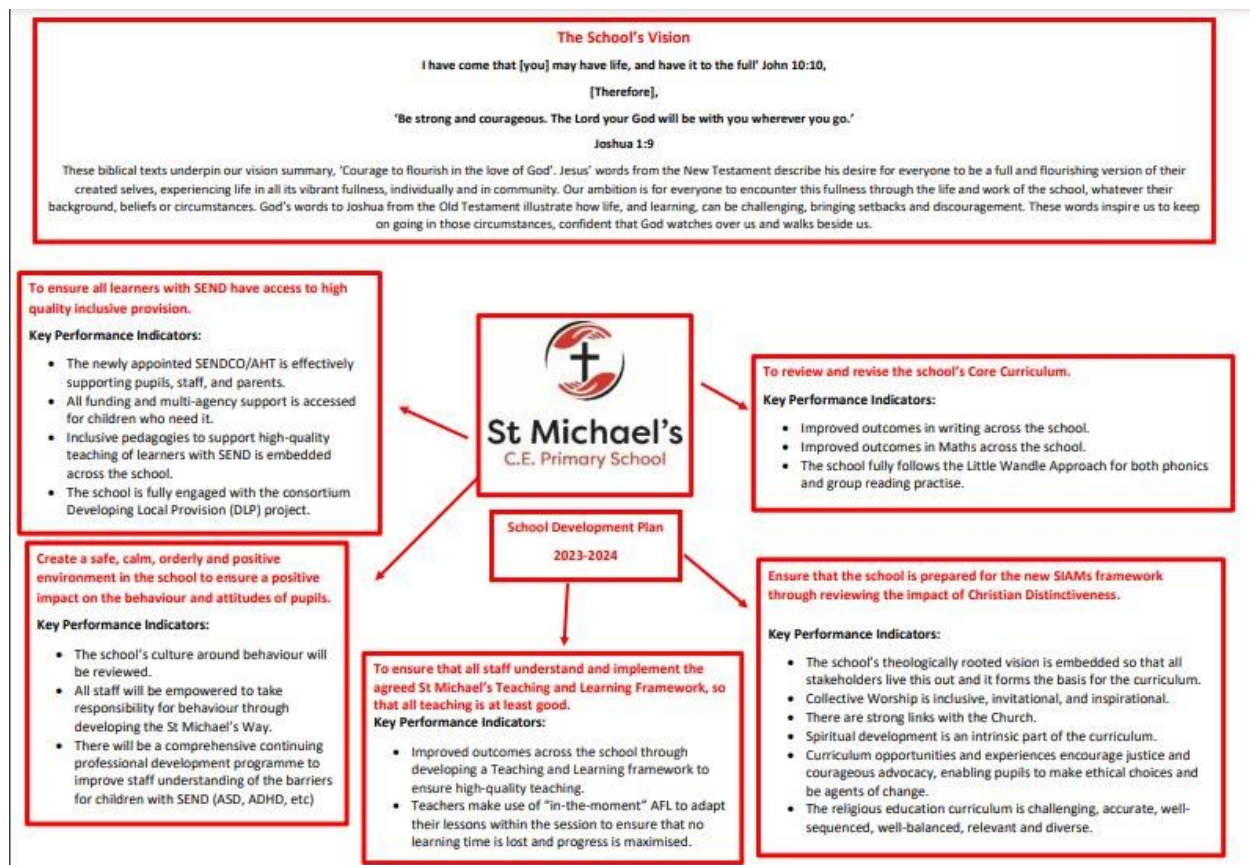 The School's Vision
I have come that [you] may have life, and have it to the full' John 10:10,
[Therefore],
'Be strong and courageous. The Lord your God will be with you wherever you go.'
Joshua 1:9
These biblical texts underpin our vision summary, 'Courage to flourish in the love of God'. Jesus' words from the New Testament describe his desire for everyone to be a full and flourishing version of their
created selves, experiencing life in all its vibrant fullness, individually and in community. Our ambition is for everyone to encounter this fullness through the life and work of the school, whatever their
background, beliefs or circumstances. God's words to Joshua from the Old Testament illustrate how life, and learning, can be challenging, bringing setbacks and discouragement. These words inspire us to keep
on going in those circumstances, confident that God watches over us and walks beside us.
To ensure all learners with SEND have access to high
quality inclusive provision.
Key Performance Indicators:
• The newly appointed SENDCO/AHT is effectively
supporting pupils, staff, and parents.
• All funding and multi-agency support is accessed
for children who need it.
• Inclusive pedagogies to support high-quality
teaching of learners with SEND is embedded
across the school.
• The school is fully engaged with the consortium
Developing Local Provision (DLP) project.
St Michael's
C.E. Primary School
To review and revise the school's Core Curriculum.
Key Performance Indicators:
• Improved outcomes in writing across the school.
• Improved outcomes in Maths across the school.
• The school fully follows the Little Wandle Approach for both phonics
and group reading practise.
School Development Plan
2023-2024
Create a safe, calm, orderly and positive
environment in the school to ensure a positive
impact on the behaviour and attitudes of pupils.
Key Performance Indicators:
• The school's culture around behaviour will
be reviewed.
• All staff will be empowered to take
responsibility for behaviour through
developing the St Michael's Way.
• There will be a comprehensive continuing
professional development programme to
improve staff understanding of the barriers
for children with SEND (ASD, ADHD, etc)
To ensure that all staff understand and implement the
agreed St Michael's Teaching and Learning Framework, so
that all teaching is at least good.
Key Performance Indicators:
• Improved outcomes across the school through
developing a Teaching and Learning framework to
ensure high-quality teaching.
• Teachers make use of "in-the-moment" AFL to adapt
their lessons within the session to ensure that no
learning time is lost and progress is maximised.
Ensure that the school is prepared for the new SIAMs framework
through reviewing the impact of Christian Distinctiveness.
Key Performance Indicators:
• The school's theologically rooted vision is embedded so that all
stakeholders live this out and it forms the basis for the curriculum.
• Collective Worship is inclusive, invitational, and inspirational.
• There are strong links with the Church.
• Spiritual development is an intrinsic part of the curriculum.
• Curriculum opportunities and experiences encourage justice and
courageous advocacy, enabling pupils to make ethical choices and
be agents of change.
• The religious education curriculum is challenging, accurate, well-
sequenced, well-balanced, relevant and diverse.